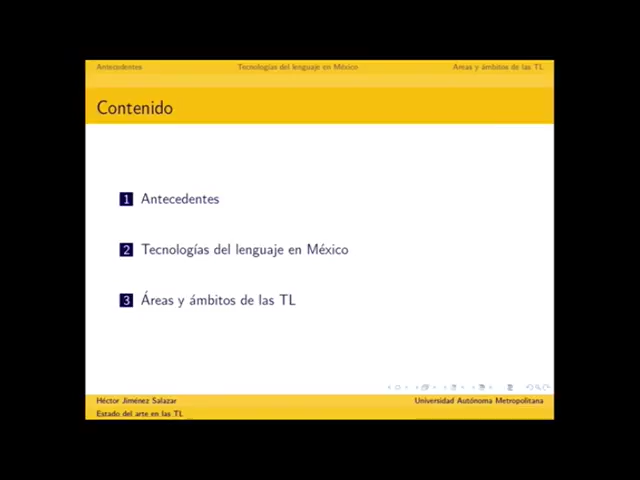 Antecedentes Tecnologías del lenguaje en México Áreas y ámbitos de las TL
Contenido
1 Antecedentes
2 Tecnologías del lenguaje en México
3 Áreas y ámbitos de las TL
Héctor Jiménez Salazar Universidad Autónoma Metropolitana
Estado del arte en las TL